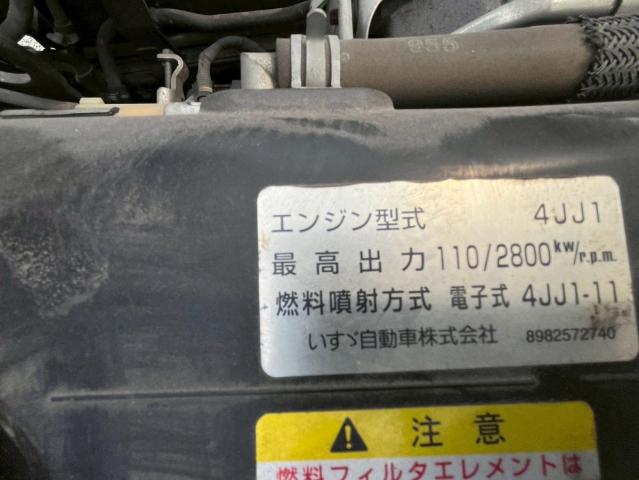 エンジン型式 4JJ1
最高出力 110/2800 kw/r.p.m.
燃料噴射方式 電子式 4JJ1-11
いすゞ自動車株式会社 8982572740
注意
燃料フィルタエレメントは